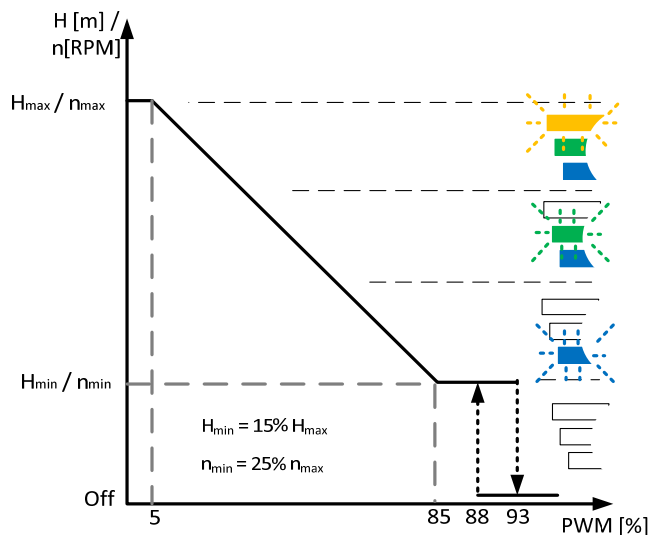 H [m] /
n[RPM]
Hmax / nmax
Hmin / nmin
Hmin = 15% Hmax
nmin = 25% nmax
Off
5
85
88
93
PWM [%]